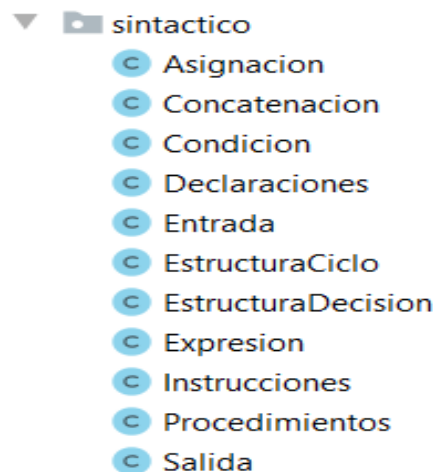 sintactico
C Asignacion
C Concatenacion
C Condicion
C Declaraciones
C Entrada
C EstructuraCiclo
C EstructuraDecision
C Expresion
C Instrucciones
C Procedimientos
C Salida